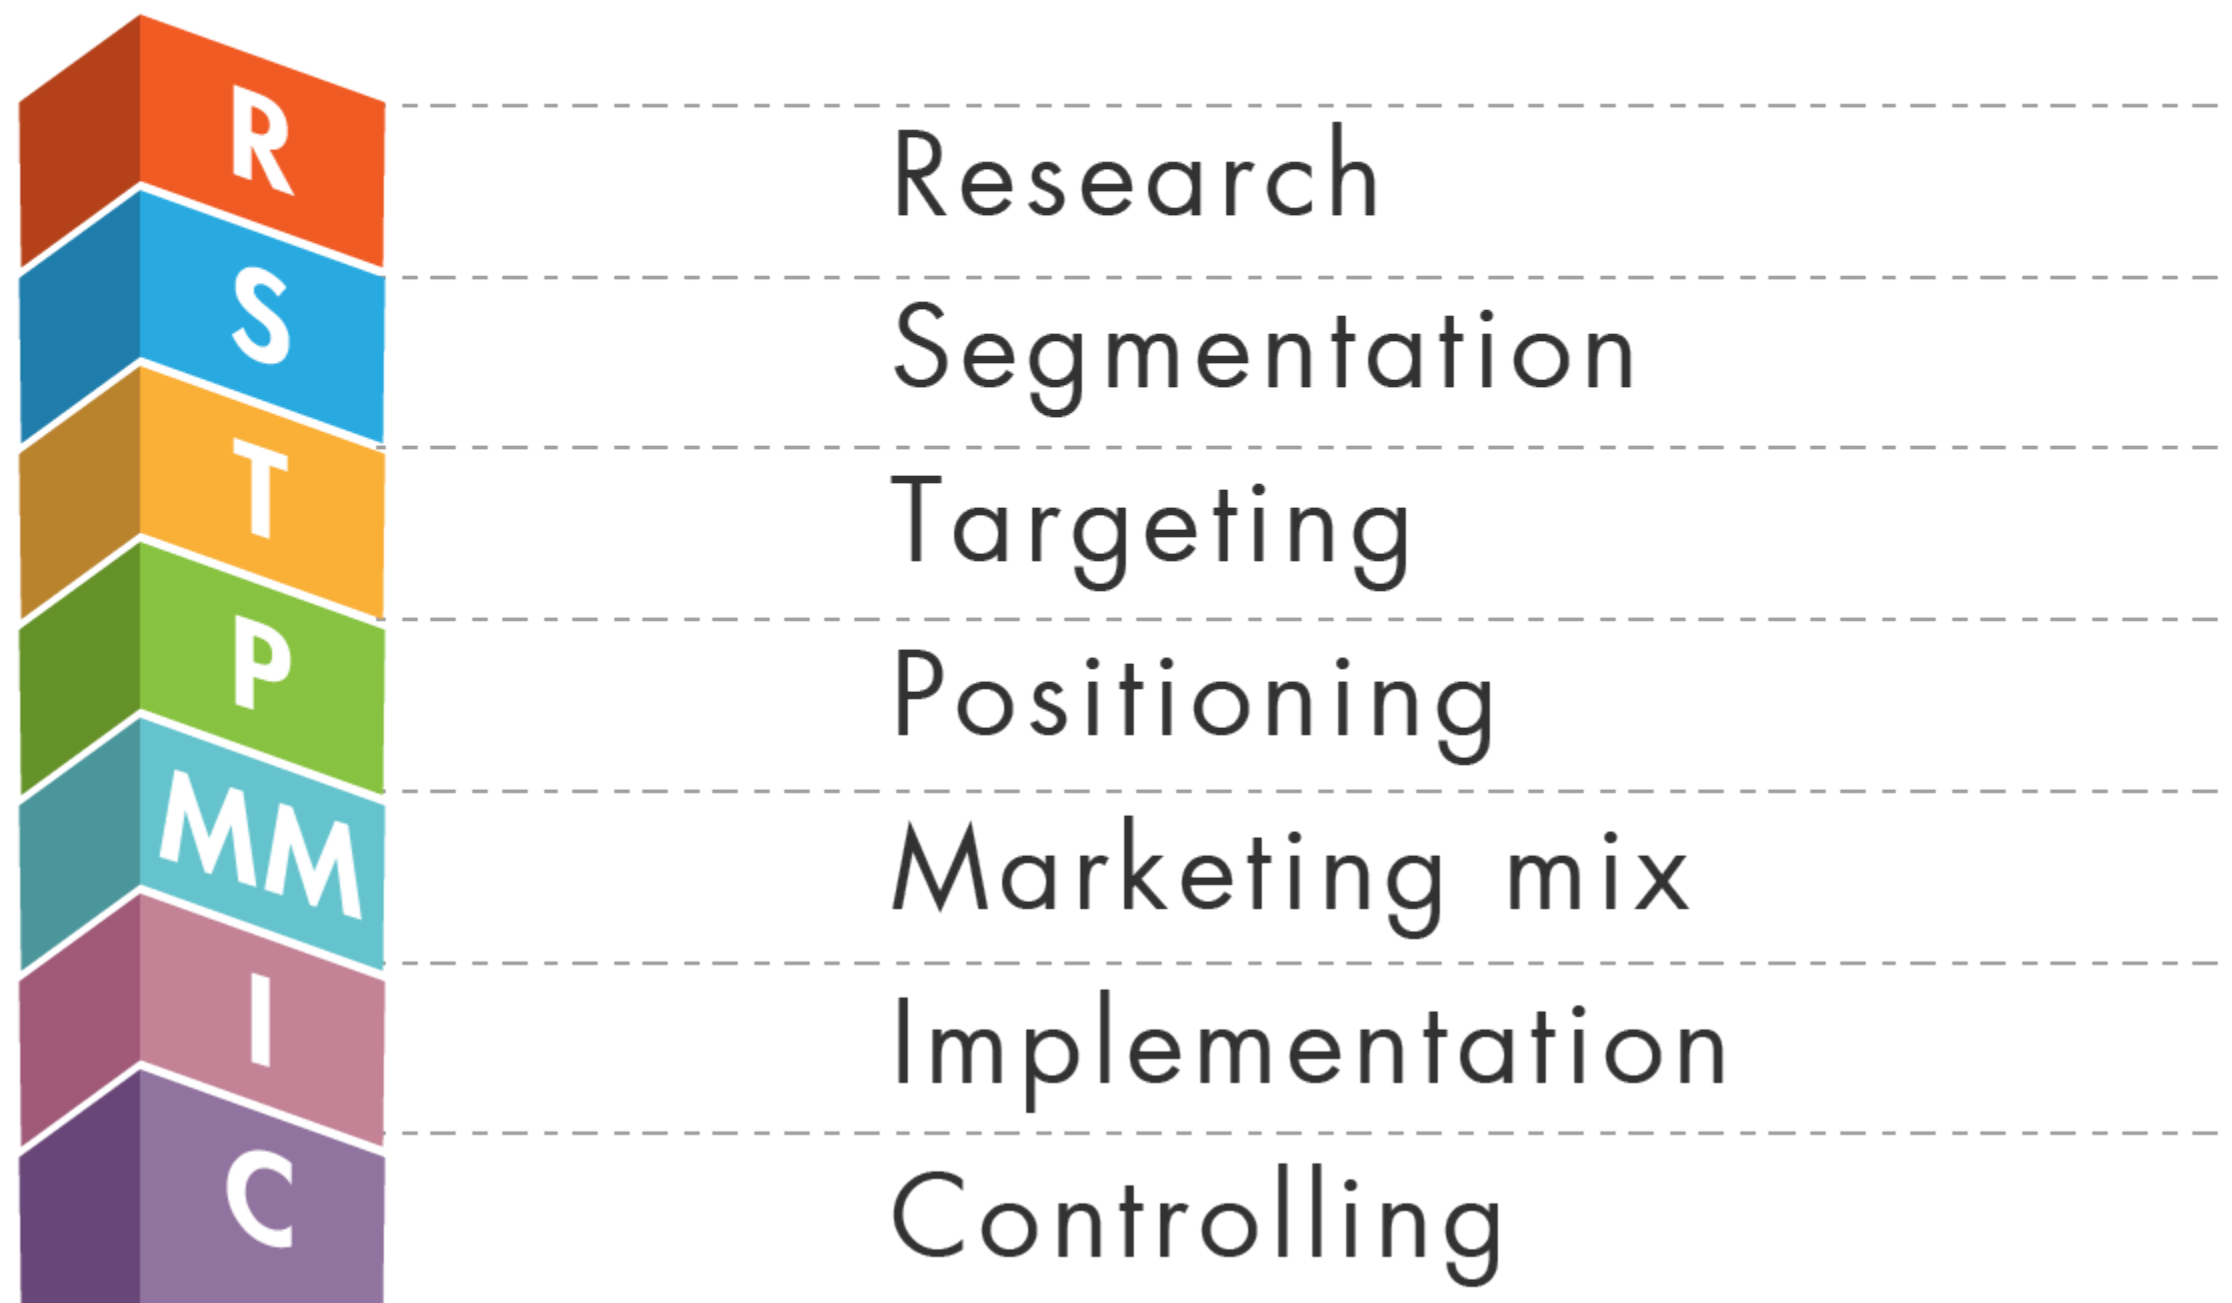 R
Research
S
Segmentation
T
Targeting
P
Positioning
MM
Marketing mix
I
Implementation
C
Controlling